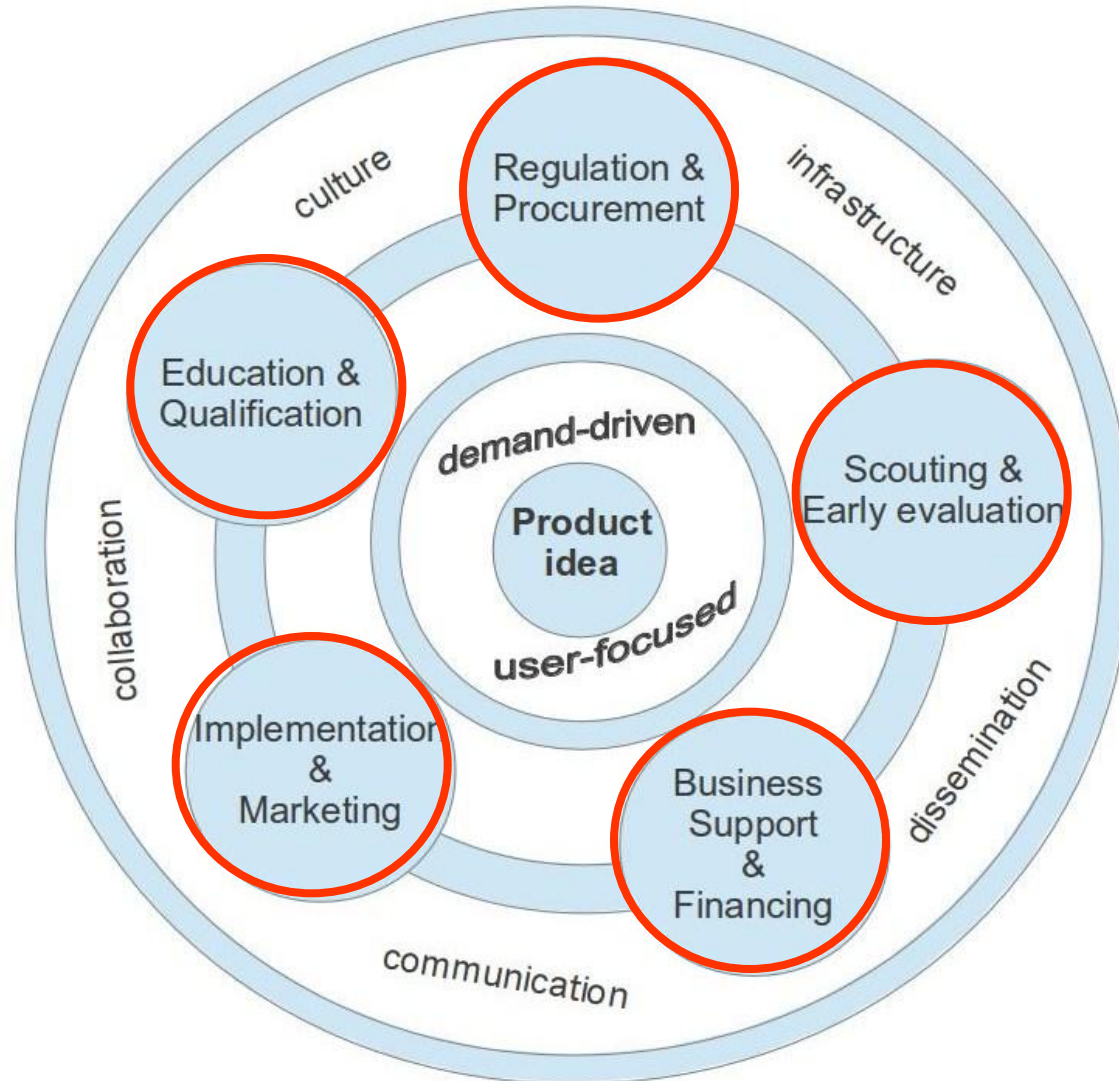 culture
Regulation &
Procurement
infrastructure
Education &
Qualification
demand-driven
Scouting &
Early evaluation
Product
idea
user-focused
collaboration
Implementation
&
Marketing
Business
Support
&
Financing
dissemination
communication